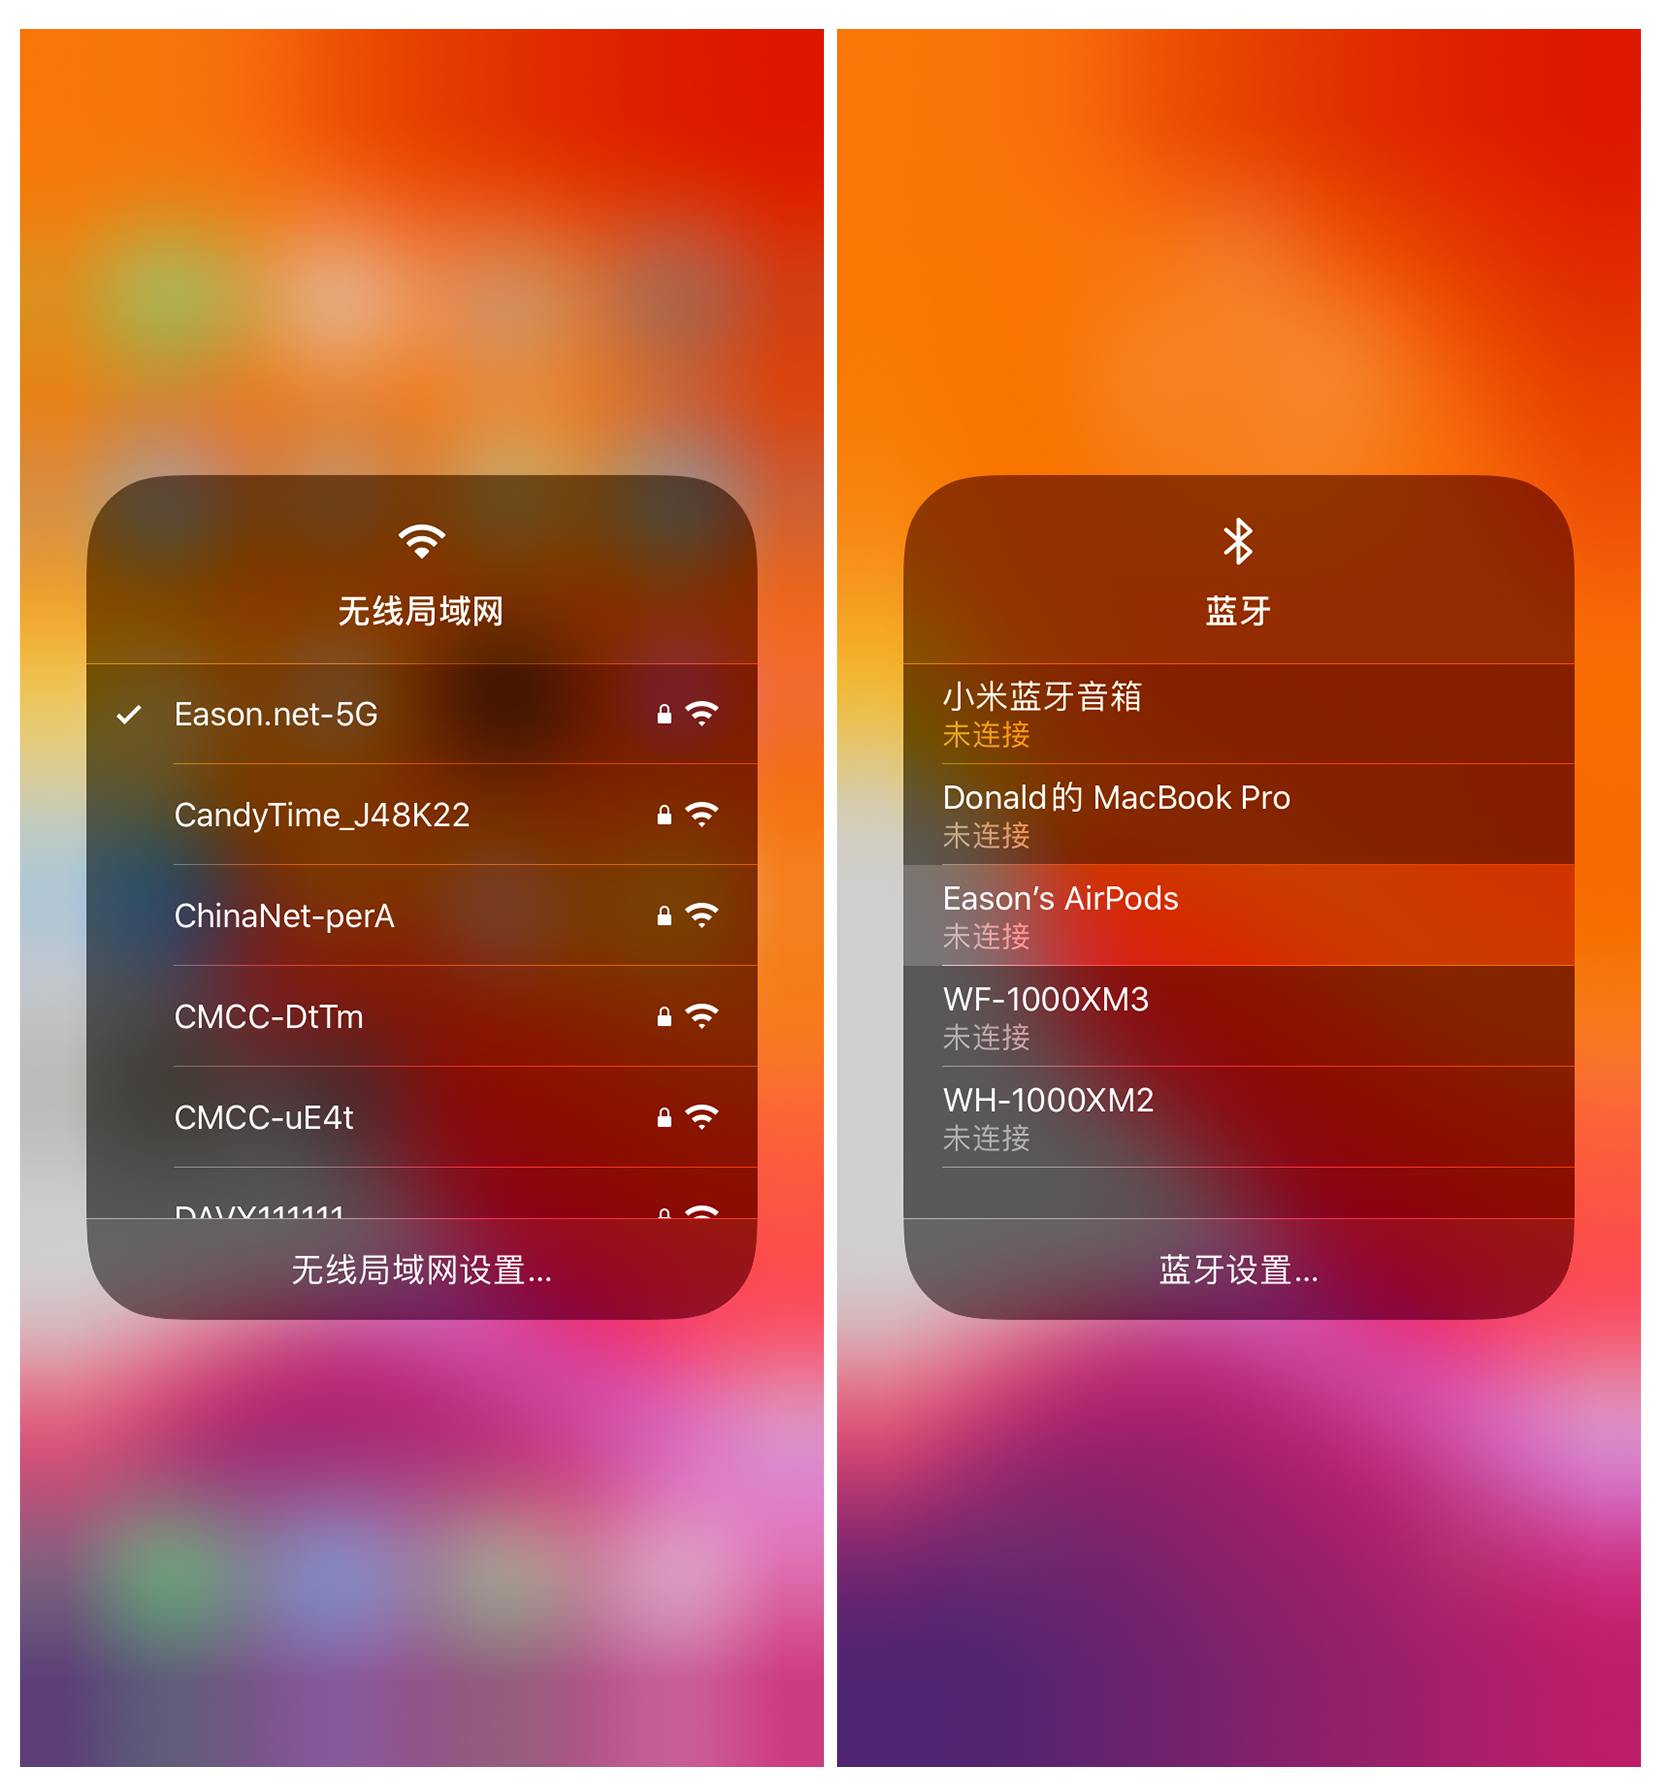 无线局域网
Eason.net-5G
CandyTime_J48K22
ChinaNet-perA
CMCC-DtTm
CMCC-uE4t
DAVY111111
无线局域网设置...
蓝牙
小米蓝牙音箱
未连接
Donald的 MacBook Pro
未连接
Eason’s AirPods
未连接
WF-1000XM3
未连接
WH-1000XM2
未连接
蓝牙设置...